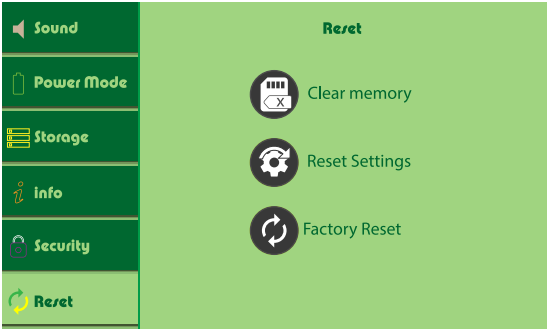 Sound
Power Mode
Storage
info
Security
Reset
Reset
Clear memory
X
Reset Settings
Factory Reset